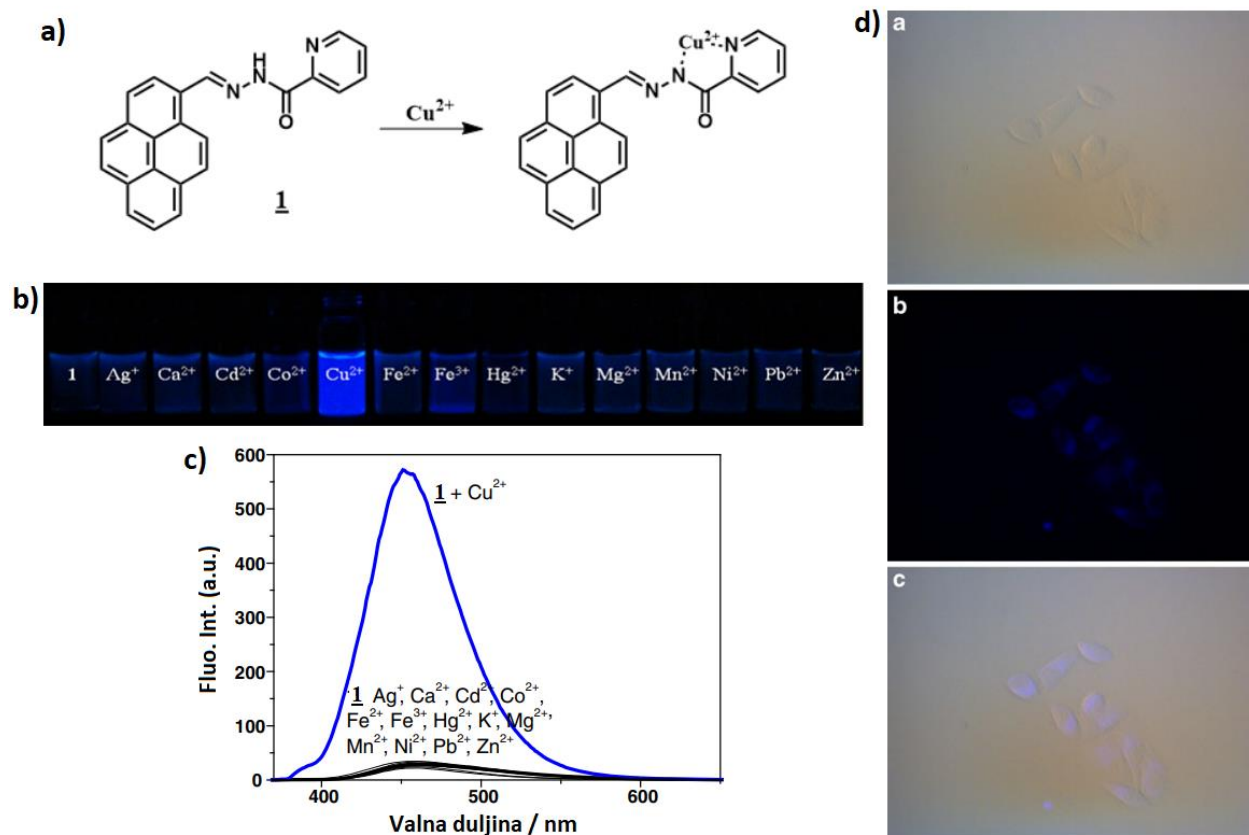 a)
N
H
N
N
O
1
Cu2+
Cu2+
N
N
N
O
b)
1 Ag+ Ca2+ Cd2+ Co2+ Cu2+ Fe2+ Fe3+ Hg2+ K+ Mg2+ Mn2+ Ni2+ Pb2+ Zn2+
c)
Fluo. Int. (a.u.)
600
500
400
300
200
100
0
1 + Cu2+
1 Ag+, Ca2+, Cd2+, Co2+,
Fe2+, Fe3+, Hg2+, K+, Mg2+,
Mn2+, Ni2+, Pb2+, Zn2+
400 500 600
Valna duljina / nm
d)
a
b
c